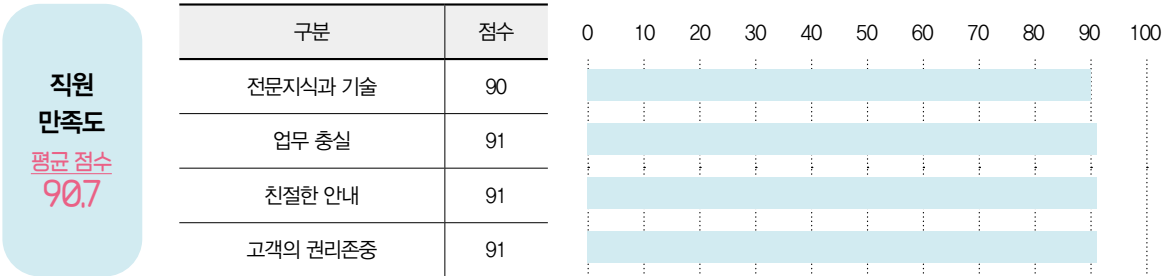 직원
만족도
평균 점수
90.7
구분 점수
전문지식과 기술 90
업무 충실 91
친절한 안내 91
고객의 권리존중 91
0 10 20 30 40 50 60 70 80 90 100